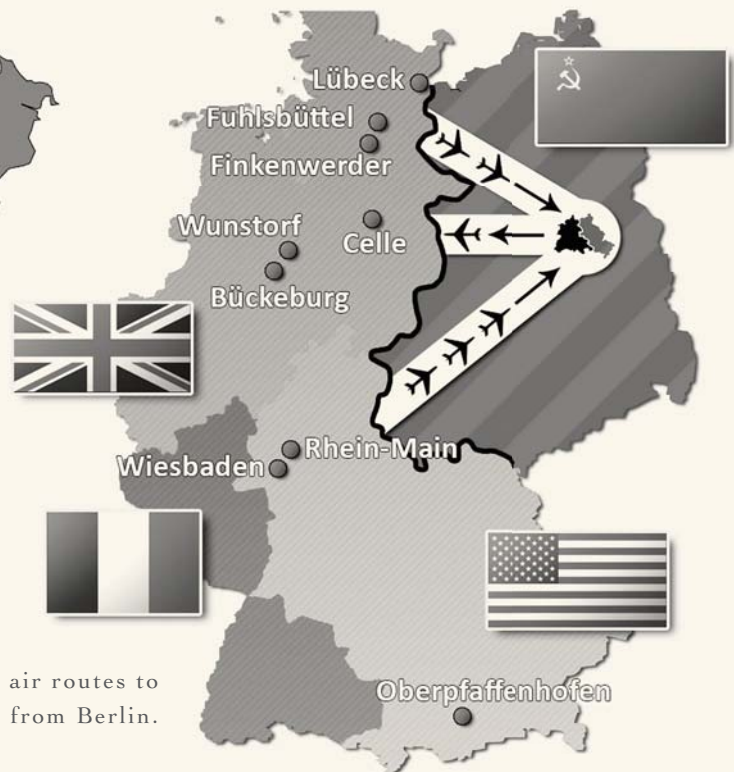 Lübeck
Fuhlsbüttel
Finkenwerder
Wunstorf
Celle
Bückeburg
Rhein-Main
Wiesbaden
Oberpfaffenhofen
air routes to
from Berlin.